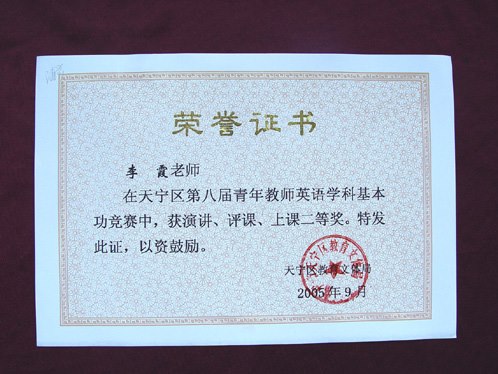 荣誉证书
李 霞老师
在天宁区第八届青年教师英语学科基本
功竞赛中，获演讲、评课、上课二等奖。特发
此证，以资鼓励。
天宁区教育文体局
2005年9月